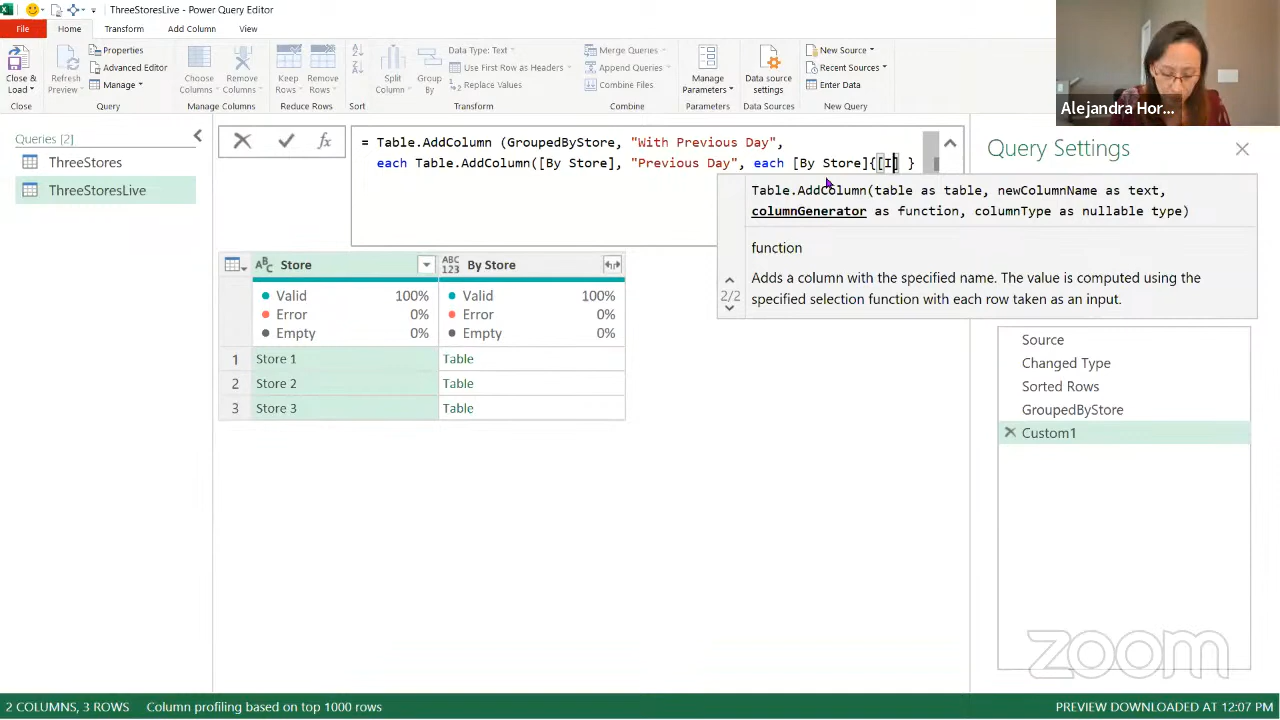 ThreeStoresLive - Power Query Editor
File
Home
Transform
Add Column
View
Close &
Load
Close
Refresh
Preview
Properties
Advanced Editor
Manage
Query
Choose
Columns
Remove
Columns
Manage Columns
Keep
Rows
Remove
Rows
Reduce Rows
Sort
Split
Column
Group
By
Data Type: Text
Use First Row as Headers
Replace Values
Transform
Merge Queries
Append Queries
Combine Files
Combine
Manage
Parameters
Parameters
Data source
settings
Data Sources
New Source
Recent Sources
Enter Data
New Query
Alejandra Hor...
Queries [2]
ThreeStores
ThreeStoresLive
fx
= Table.AddColumn (GroupedByStore, "With Previous Day",
each Table.AddColumn([By Store], "Previous Day", each [By Store]{[I] }
Table.AddColumn(table as table, newColumnName as text,
columnGenerator as function, columnType as nullable type)
function
2/2
Adds a column with the specified name. The value is computed using the
specified selection function with each row taken as an input.
Query Settings
Source
Changed Type
Sorted Rows
GroupedByStore
Custom1
ABC Store
ABC 123 By Store
Valid 100% Valid 100%
Error 0% Error 0%
Empty 0% Empty 0%
1 Store 1 Table
2 Store 2 Table
3 Store 3 Table
zoom
2 COLUMNS, 3 ROWS
Column profiling based on top 1000 rows
PREVIEW DOWNLOADED AT 12:07 PM